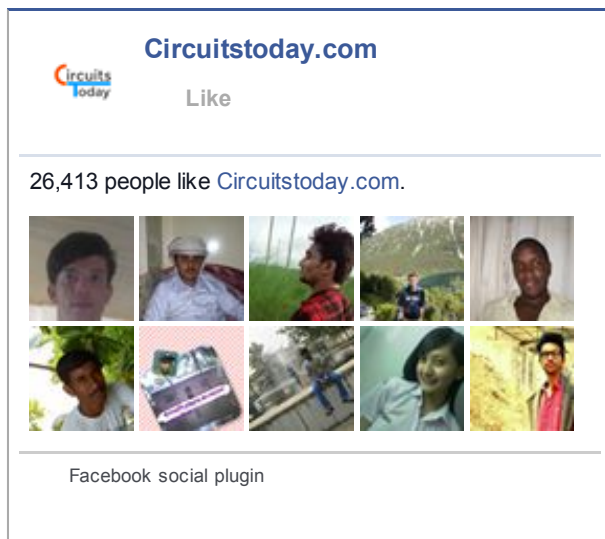 Circuitstoday.com
Circuits
Today
Like
26,413 people like Circuitstoday.com.
Facebook social plugin